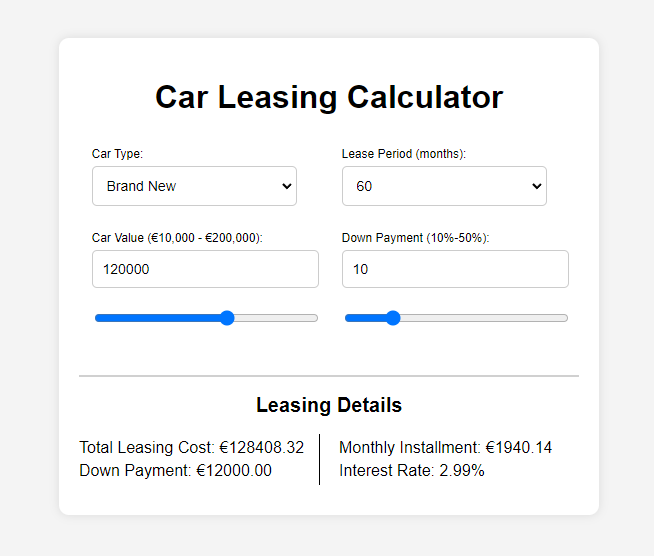 Car Leasing Calculator
Car Type:
Lease Period (months):
Brand New
60
Car Value (€10,000 - €200,000):
Down Payment (10%-50%):
120000
10
Leasing Details
Total Leasing Cost: €128408.32
Monthly Installment: €1940.14
Down Payment: €12000.00
Interest Rate: 2.99%